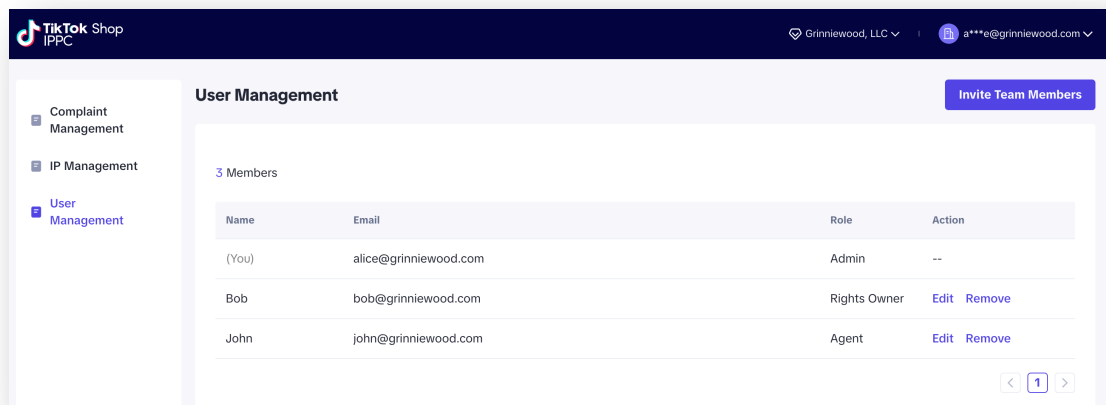 TikTok Shop
IPPC
Grinniewood, LLC
a***e@grinniewood.com
Complaint
Management
IP Management
User
Management
User Management
Invite Team Members
3 Members
Name Email Role Action
(You) alice@grinniewood.com Admin --
Bob bob@grinniewood.com Rights Owner Edit Remove
John john@grinniewood.com Agent Edit Remove
< 1 >